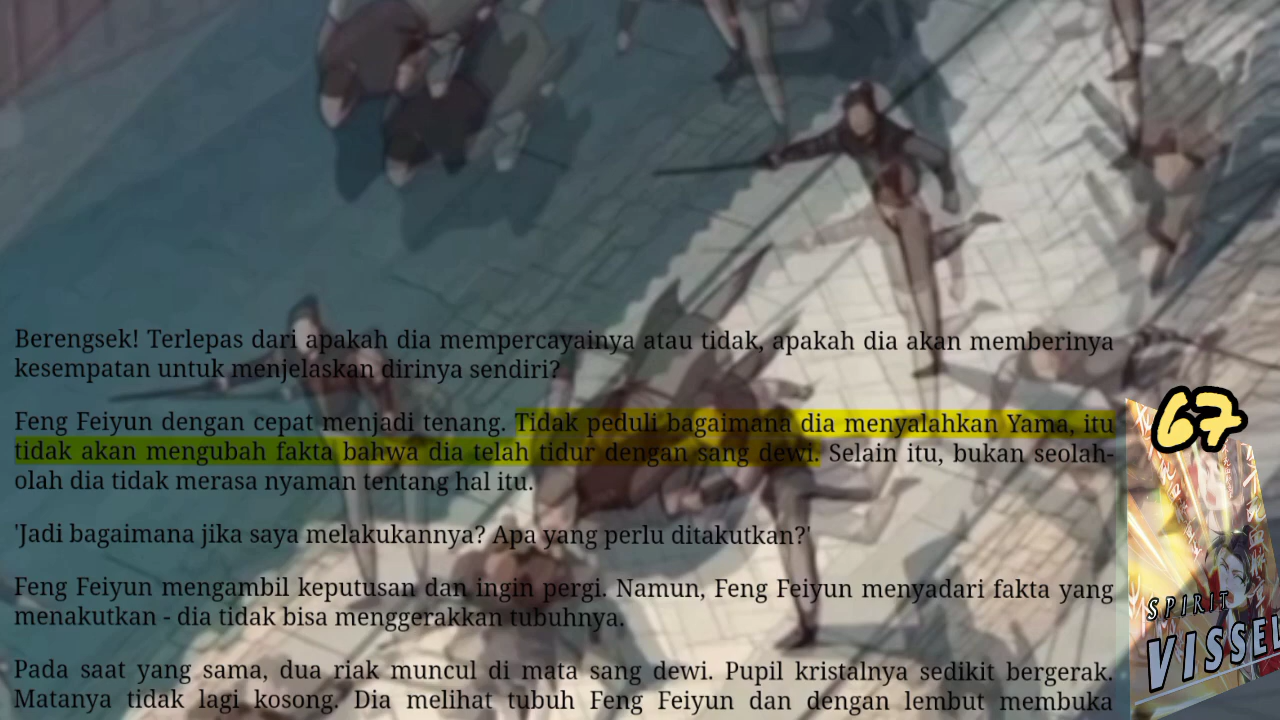 Berengsek! Terlepas dari apakah dia mempercayainya atau tidak, apakah dia akan memberinya
kesempatan untuk menjelaskan dirinya sendiri?
Feng Feiyun dengan cepat menjadi tenang. Tidak peduli bagaimana dia menyalahkan Yama, itu
tidak akan mengubah fakta bahwa dia telah tidur dengan sang dewi. Selain itu, bukan seolah-
olah dia tidak merasa nyaman tentang hal itu.
'Jadi bagaimana jika saya melakukannya? Apa yang perlu ditakutkan?'
Feng Feiyun mengambil keputusan dan ingin pergi. Namun, Feng Feiyun menyadari fakta yang
menakutkan - dia tidak bisa menggerakkan tubuhnya.
Pada saat yang sama, dua riak muncul di mata sang dewi. Pupil kristalnya sedikit bergerak.
Matanya tidak lagi kosong. Dia melihat tubuh Feng Feiyun dan dengan lembut membuka
67
SPIRIT
VISSEL